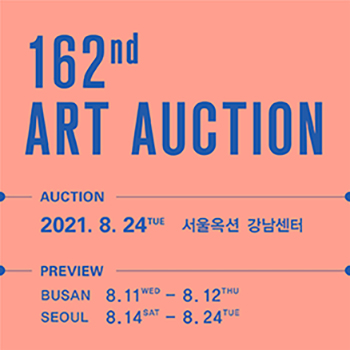 162nd
ART AUCTION
AUCTION
2021. 8. 24TUE 서울옥션 강남센터
PREVIEW
BUSAN 8.11WED – 8. 12THU
SEOUL 8.14SAT – 8. 24TUE